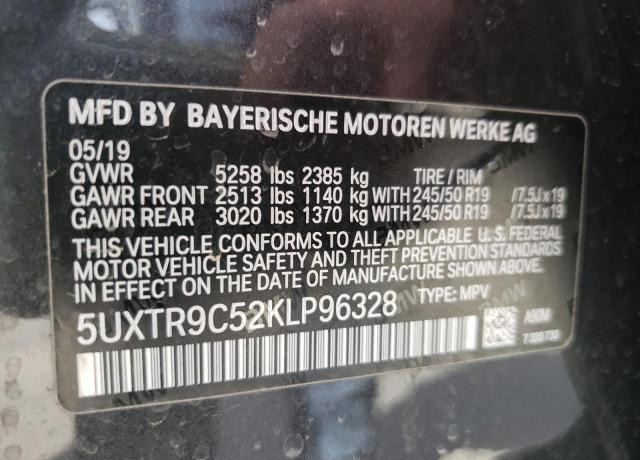 MFD BY BAYERISCHE MOTOREN WERKE AG
05/19
GVWR 5258 lbs 2385 kg TIRE / RIM
GAWR FRONT 2513 lbs 1140 kg WITH 245/50 R19 /7.5J x 19
GAWR REAR 3020 lbs 1370 kg WITH 245/50 R19 /7.5J x 19
THIS VEHICLE CONFORMS TO ALL APPLICABLE U. S. FEDERAL
MOTOR VEHICLE SAFETY AND THEFT PREVENTION STANDARDS
IN EFFECT ON THE DATE OF MANUFACTURE SHOWN ABOVE.
5UXTR9C52KLP96328 TYPE: MPV
A90M
7320730